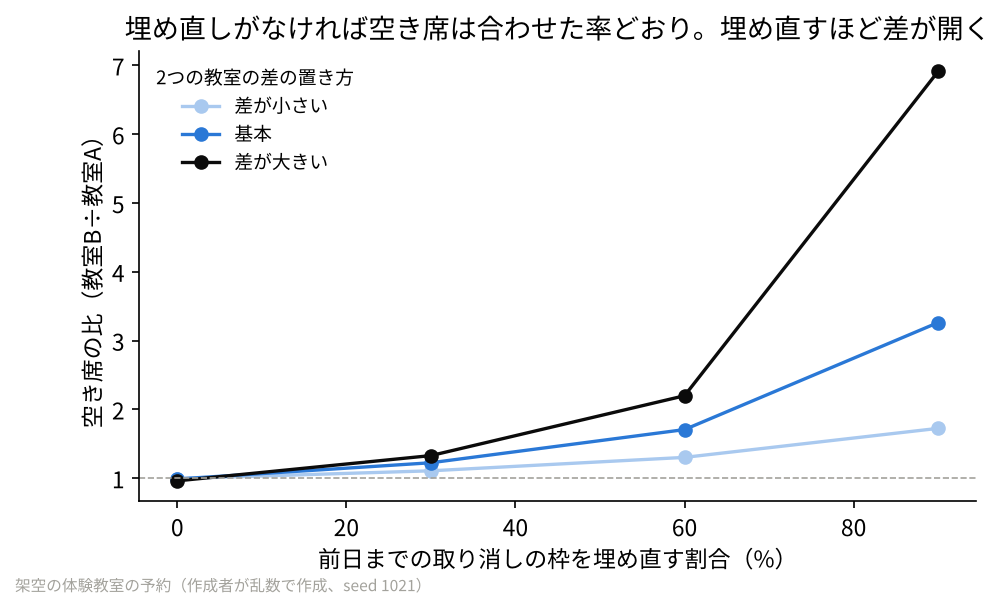 埋め直しがなければ空き席は合わせた率どおり。埋め直すほど差が開く
2つの教室の差の置き方
差が小さい
基本
差が大きい
空き席の比（教室B÷教室A）
7
6
5
4
3
2
1
0
20
40
60
80
前日までの取り消しの枠を埋め直す割合（%）
架空の体験教室の予約（作成者が乱数で作成、seed 1021）